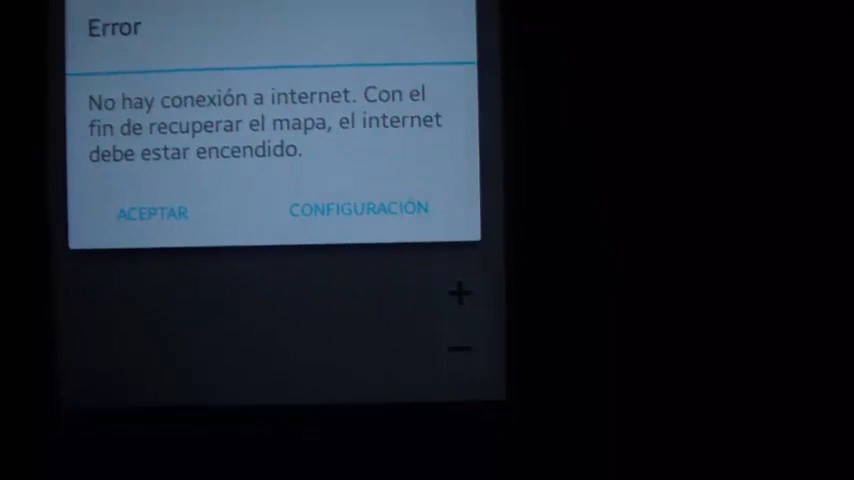 Error
No hay conexión a internet. Con el
fin de recuperar el mapa, el internet
debe estar encendido.
ACEPTAR CONFIGURACIÓN
+
−